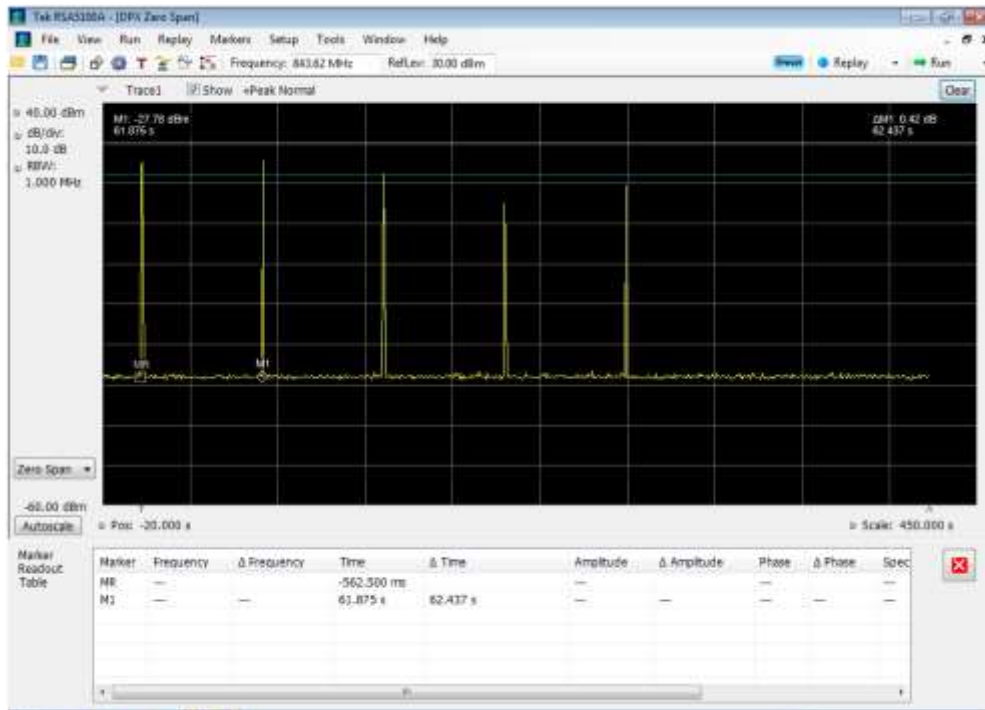 Tek RSA5100A - [DPX Zero Span]
File View Run Replay Markers Setup Tools Window Help
T Frequency: 843.62 MHz RefLev: 30.00 dBm Preset Replay Run
Trace1 Show +Peak Normal Clear
40.00 dBm
dB/div:
10.0 dB
RBW:
1.000 MHz
M1: -27.78 dBm
61.875 s
ΔM1: 0.42 dB
62.437 s
MR
M1
Zero Span
-60.00 dBm
Autoscale Pos: -20.000 s Scale: 450.000 s
Marker
Readout
Table
Marker Frequency Δ Frequency Time Δ Time Amplitude Δ Amplitude Phase Δ Phase Spec
MR --- -562.500 ms --- --- ---
M1 --- --- 61.875 s 62.437 s --- --- --- --- ---